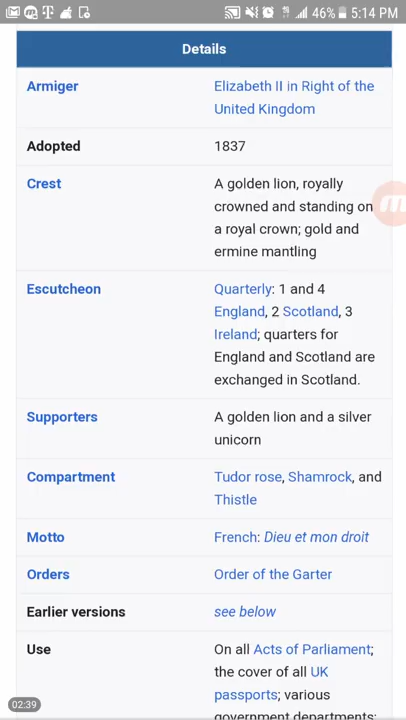 46% 5:14 PM
Details
Armiger
Elizabeth II in Right of the
United Kingdom
Adopted
1837
Crest
A golden lion, royally
crowned and standing on
a royal crown; gold and
ermine mantling
Escutcheon
Quarterly: 1 and 4
England, 2 Scotland, 3
Ireland; quarters for
England and Scotland are
exchanged in Scotland.
Supporters
A golden lion and a silver
unicorn
Compartment
Tudor rose, Shamrock, and
Thistle
Motto
French: Dieu et mon droit
Orders
Order of the Garter
Earlier versions
see below
Use
On all Acts of Parliament;
the cover of all UK
passports; various
government departments;
02:39